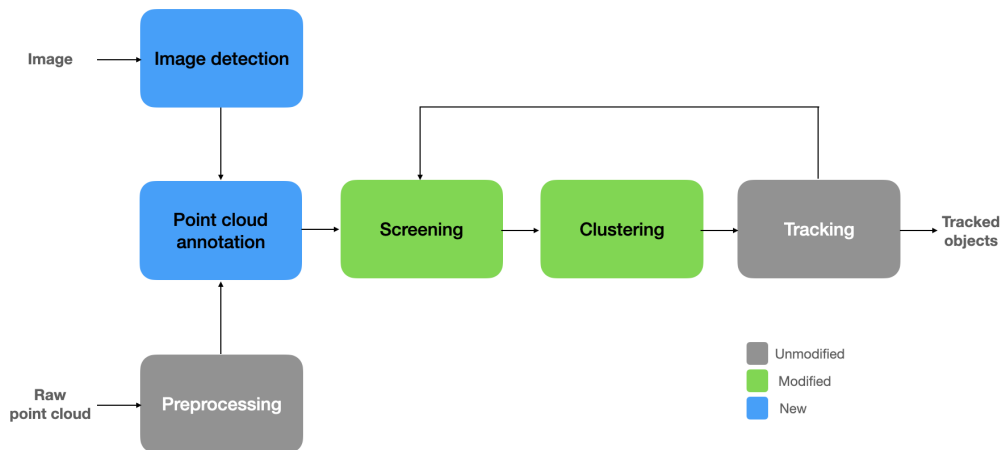 Image
Image detection
Point cloud
annotation
Screening
Clustering
Tracking
Tracked
objects
Raw
point cloud
Preprocessing
Unmodified
Modified
New